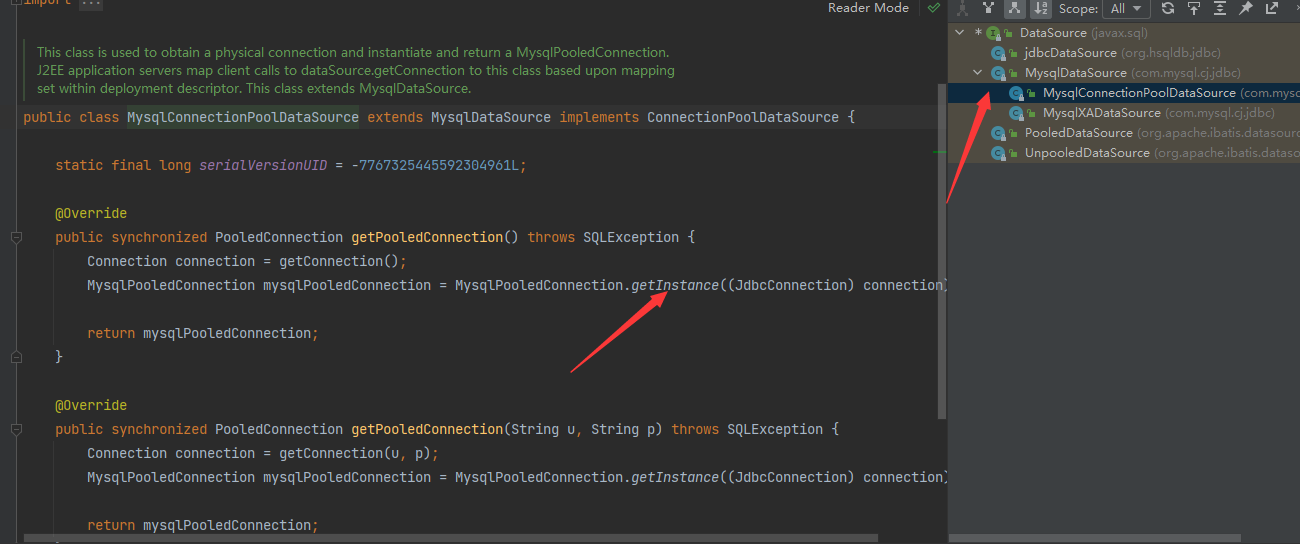 import ...
Reader Mode
This class is used to obtain a physical connection and instantiate and return a MysqlPooledConnection.
J2EE application servers map client calls to dataSource.getConnection to this class based upon mapping
set within deployment descriptor. This class extends MysqlDataSource.
public class MysqlConnectionPoolDataSource extends MysqlDataSource implements ConnectionPoolDataSource {
static final long serialVersionUID = -7767325445592304961L;
@Override
public synchronized PooledConnection getPooledConnection() throws SQLException {
Connection connection = getConnection();
MysqlPooledConnection mysqlPooledConnection = MysqlPooledConnection.getInstance((JdbcConnection) connection)
return mysqlPooledConnection;
}
@Override
public synchronized PooledConnection getPooledConnection(String u, String p) throws SQLException {
Connection connection = getConnection(u, p);
MysqlPooledConnection mysqlPooledConnection = MysqlPooledConnection.getInstance((JdbcConnection) connection)
return mysqlPooledConnection;
Scope: All
* DataSource (javax.sql)
jdbcDataSource (org.hsqldb.jdbc)
MysqlDataSource (com.mysql.cj.jdbc)
MysqlConnectionPoolDataSource (com.mysq
MysqlXADataSource (com.mysql.cj.jdbc)
PooledDataSource (org.apache.ibatis.datasourc
UnpooledDataSource (org.apache.ibatis.dataso